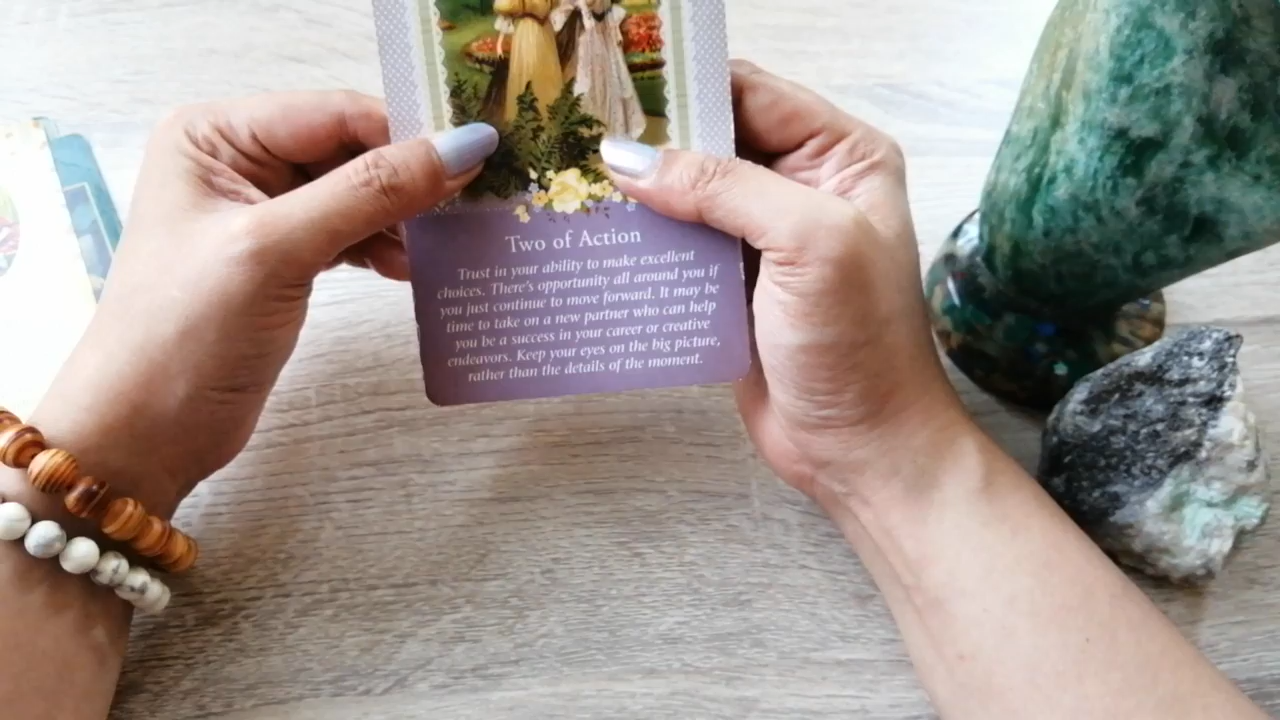 Two of Action
Trust in your ability to make excellent
choices. There's opportunity all around you if
you just continue to move forward. It may be
time to take on a new partner who can help
you be a success in your career or creative
endeavors. Keep your eyes on the big picture,
rather than the details of the moment.